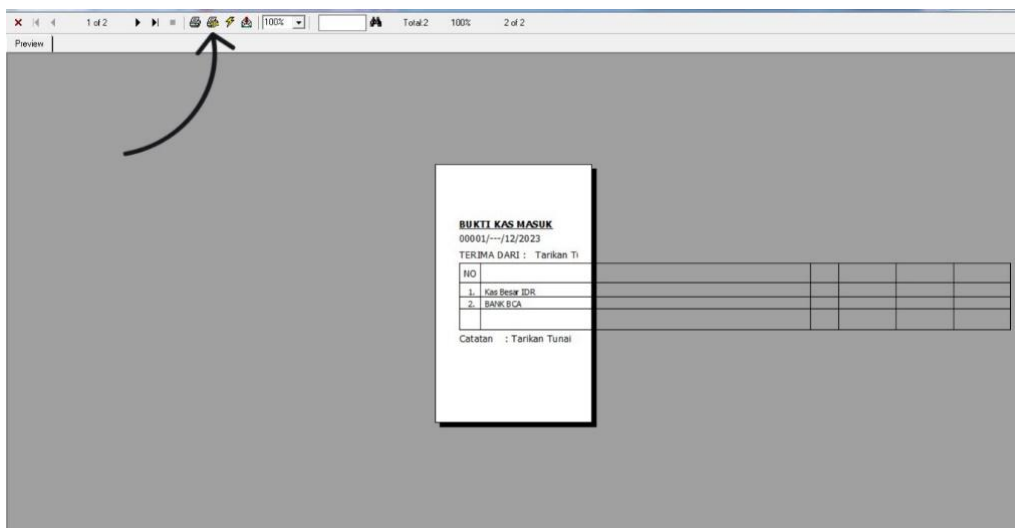 1 of 2 100% Total:2 100% 2 of 2
Preview
BUKTI KAS MASUK
00001/---/12/2023
TERIMA DARI : Tarikan
NO
1. Kas Besar IDR
2. BANK BCA
Catatan : Tarikan Tunai